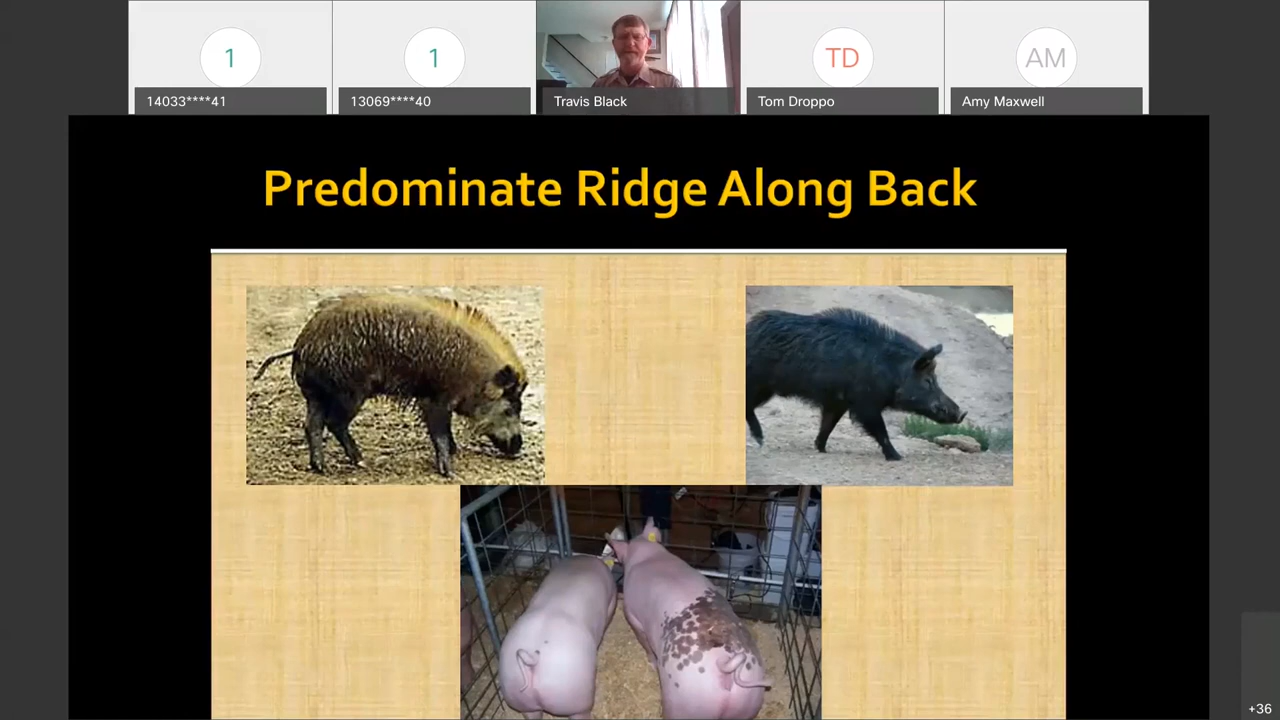 1
1
TD
AM
14033****41
13069****40
Travis Black
Tom Droppo
Amy Maxwell
Predominate Ridge Along Back
+36